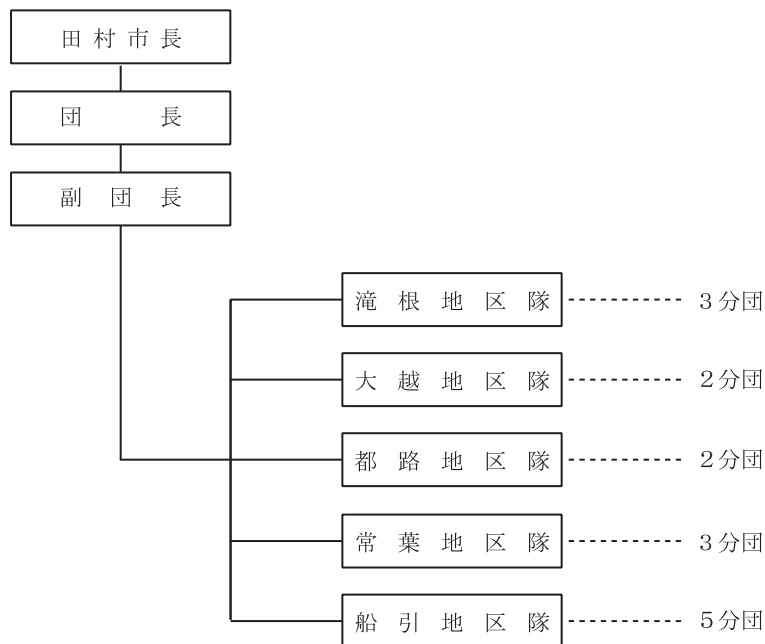 田村市長
団長
副団長
滝根地区隊 3分団
大越地区隊 2分団
都路地区隊 2分団
常葉地区隊 3分団
船引地区隊 5分団